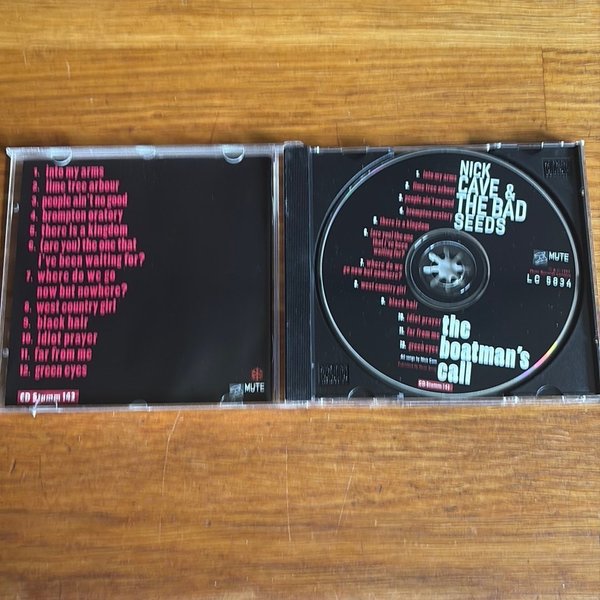 1. into my arms
2. lime tree arbour
3. people ain't no good
4. brompton oratory
5. there is a kingdom
6. (are you) the one that
i've been waiting for?
7. where do we go
now but nowhere?
8. west country girl
9. black hair
10. idiot prayer
11. far from me
12. green eyes
CD Stumm 142
MUTE
NICK
CAVE &
THE BAD
SEEDS
1. into my arms
2. lime tree arbour
3. people ain't no good
4. brompton oratory
5. there is a kingdom
6. (are you) the one
that i've been
waiting for?
7. where do we
go now but nowhere?
8. west country girl
9. black hair
10. idiot prayer
11. far from me
12. green eyes
All songs by Nick Cave
MUTE
LC 5834
the
boatman's
call
CD Stumm 142